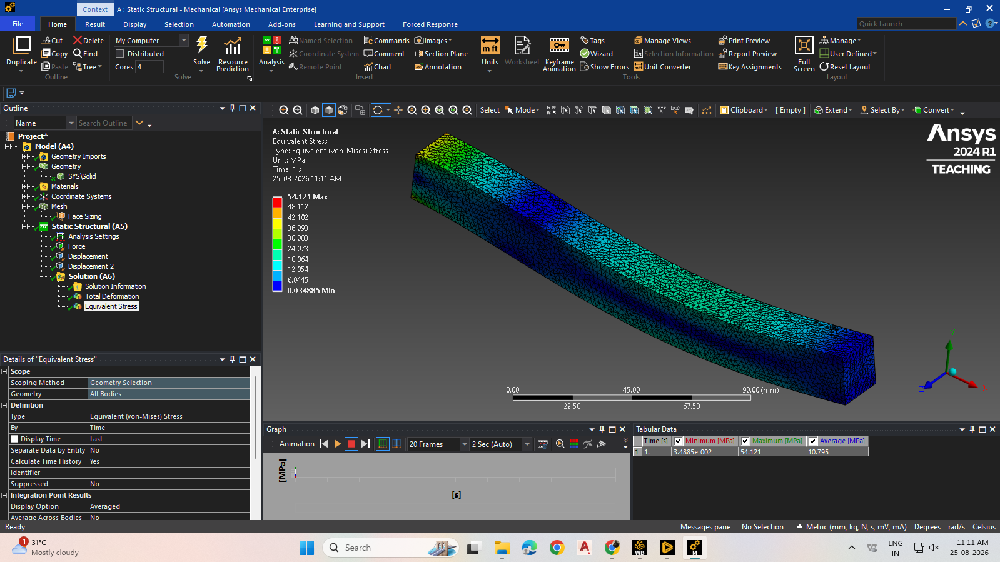 Context
A : Static Structural - Mechanical [Ansys Mechanical Enterprise]
File
Home
Result
Display
Selection
Automation
Add-ons
Learning and Support
Forced Response
Quick Launch
Duplicate
Cut
Copy
Paste
Delete
Find
Tree
Outline
My Computer
Distributed
Cores 4
Solve
Resource Prediction
Solve
Analysis
Named Selection
Coordinate System
Remote Point
Commands
Comment
Chart
Images
Section Plane
Annotation
Insert
Units
Worksheet
Keyframe Animation
Tags
Wizard
Show Errors
Manage Views
Selection Information
Unit Converter
Print Preview
Report Preview
Key Assignments
Tools
Full Screen
Manage
User Defined
Reset Layout
Layout
Outline
Name
Search Outline
Select
Mode
Clipboard
[ Empty ]
Extend
Select By
Convert
Project*
Model (A4)
Geometry Imports
Geometry
SYS\Solid
Materials
Coordinate Systems
Mesh
Face Sizing
Static Structural (A5)
Analysis Settings
Force
Displacement
Displacement 2
Solution (A6)
Solution Information
Total Deformation
Equivalent Stress
A: Static Structural
Equivalent Stress
Type: Equivalent (von-Mises) Stress
Unit: MPa
Time: 1 s
25-08-2026 11:11 AM
54.121 Max
48.112
42.102
36.093
30.083
24.073
18.064
12.054
6.0445
0.034885 Min
Ansys
2024 R1
TEACHING
Y
X
Z
0.00
45.00
90.00 (mm)
22.50
67.50
Details of "Equivalent Stress"
Scope
Scoping Method Geometry Selection
Geometry All Bodies
Definition
Type Equivalent (von-Mises) Stress
By Time
Display Time Last
Separate Data by Entity No
Calculate Time History Yes
Identifier
Suppressed No
Integration Point Results
Display Option Averaged
Average Across Bodies No
Graph
Animation
20 Frames
2 Sec (Auto)
[MPa]
[s]
Tabular Data
Time [s] Minimum [MPa] Maximum [MPa] Average [MPa]
1 1. 3.4885e-002 54.121 10.795
Ready
Messages pane
No Selection
Metric (mm, kg, N, s, mV, mA)
Degrees
rad/s
Celsius
1
31°C
Mostly cloudy
Search
WB
M
ENG
IN
11:11 AM
25-08-2026